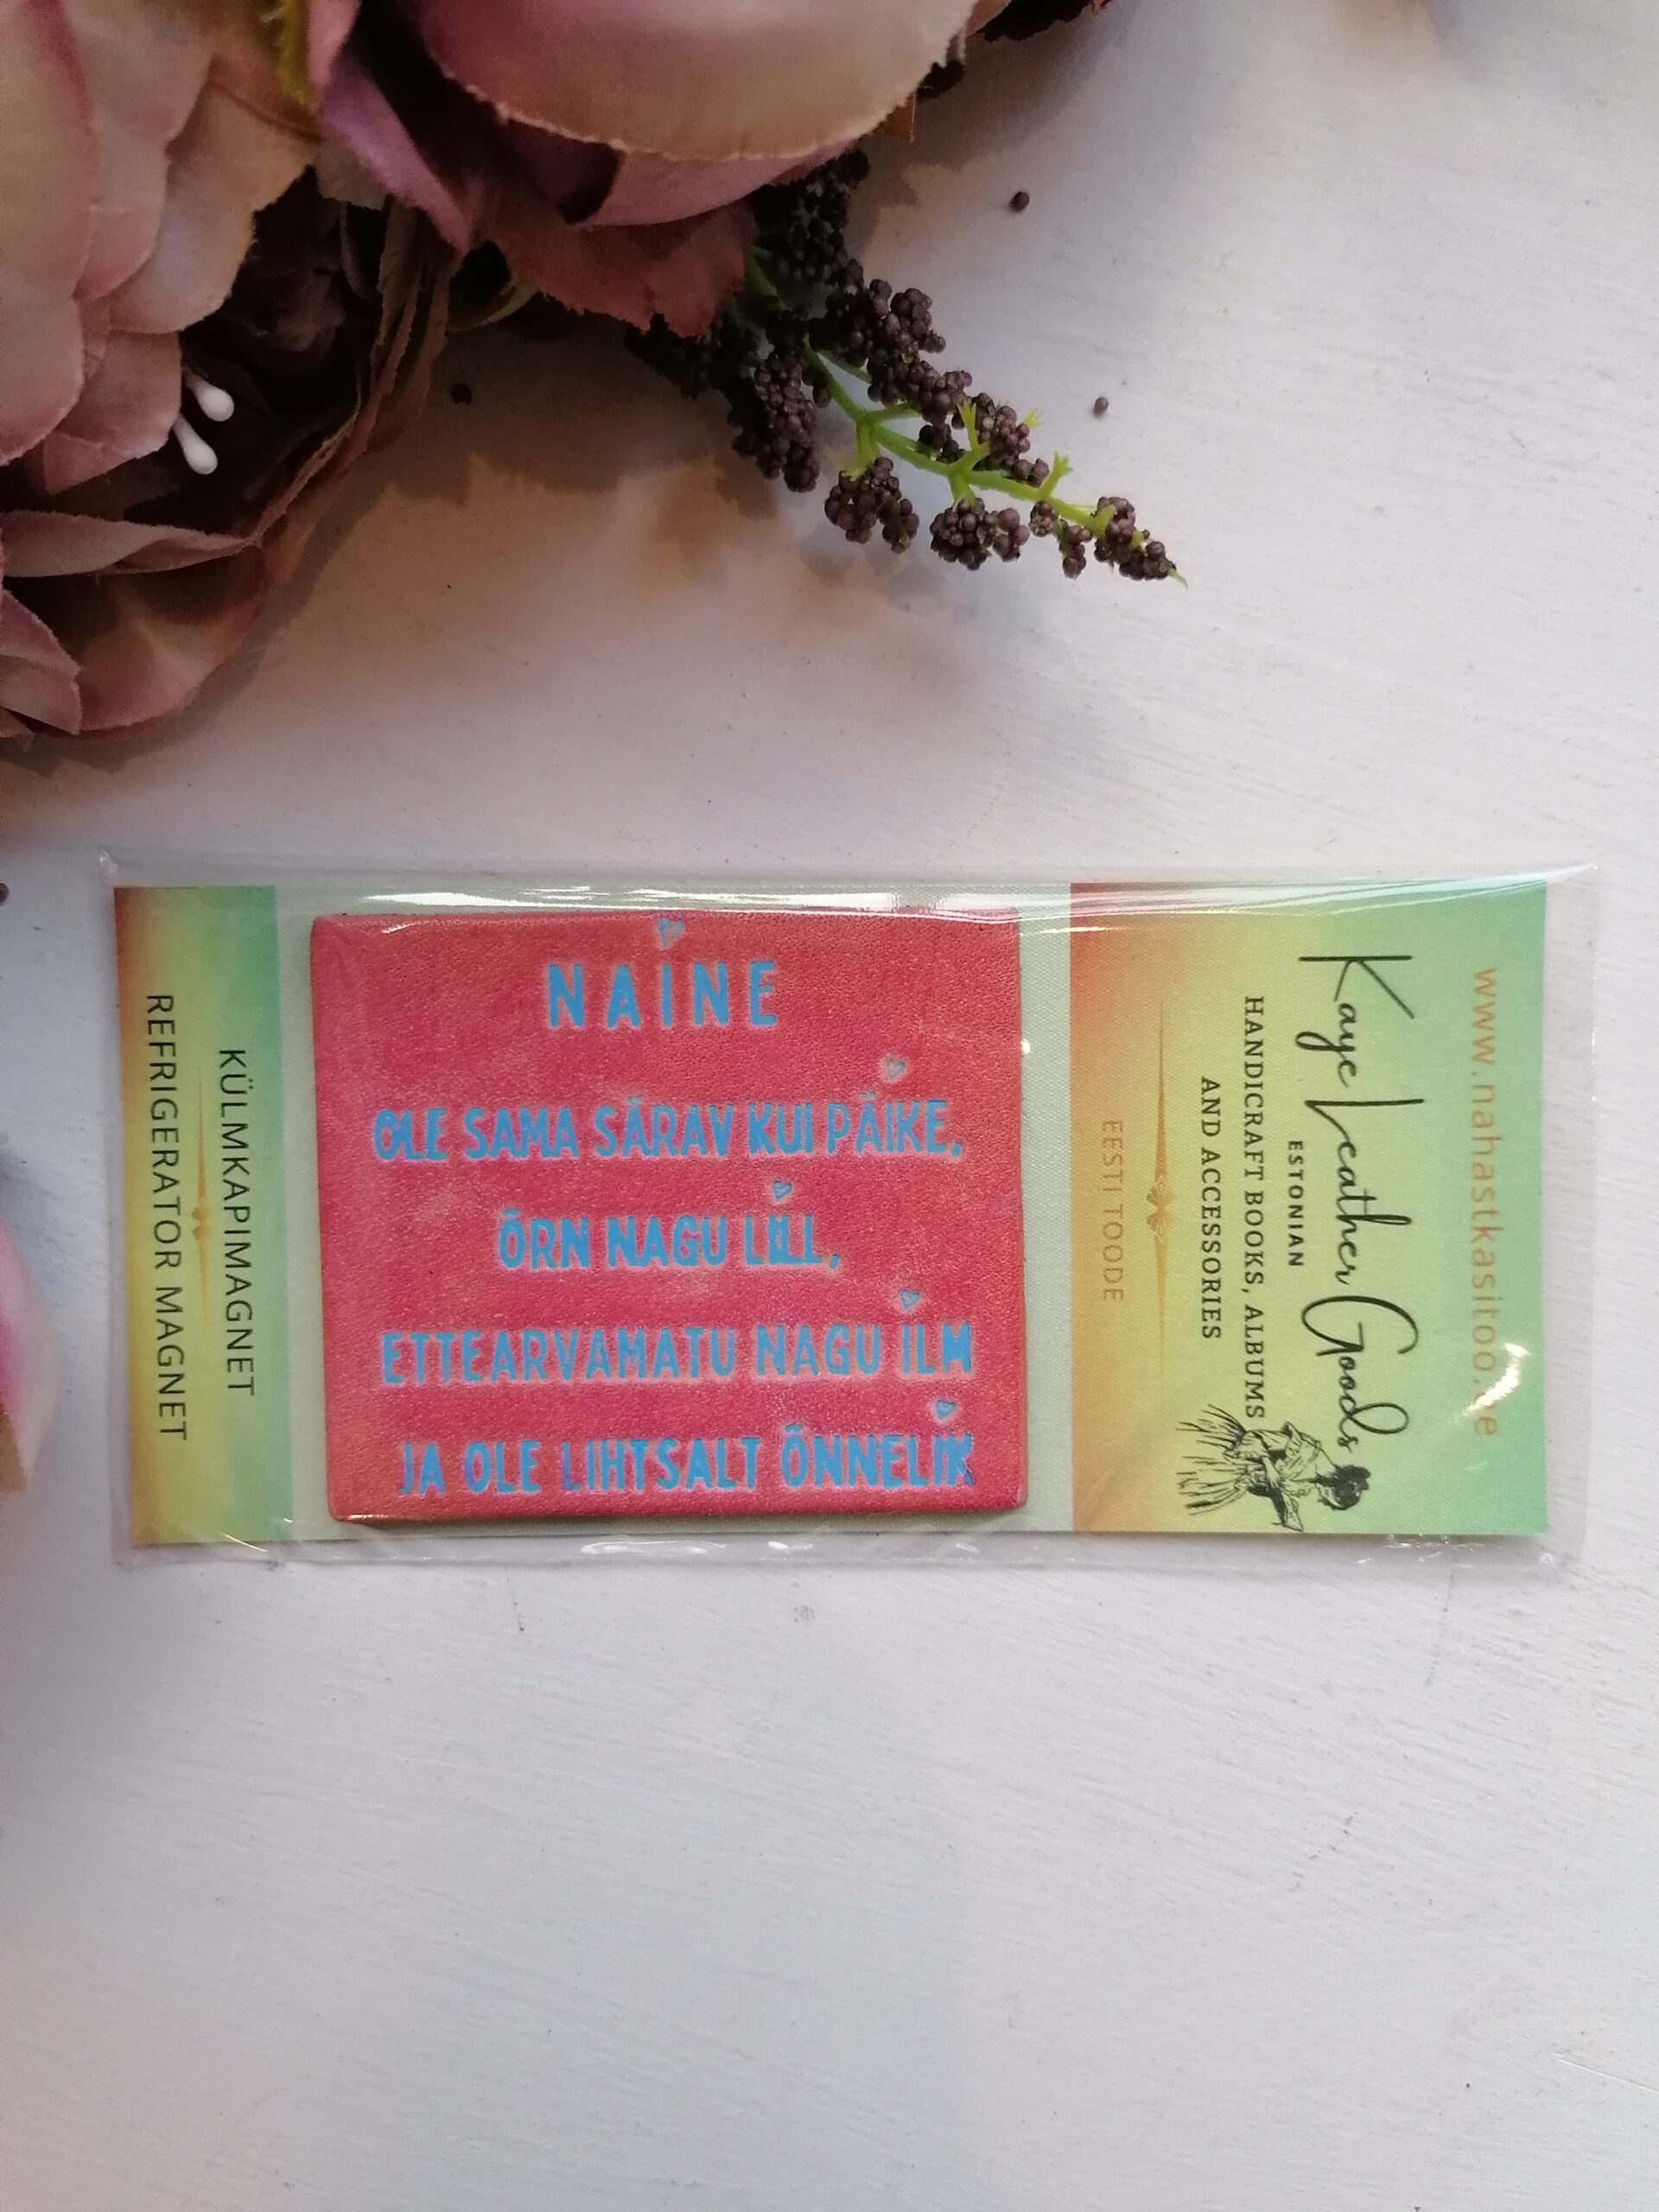 www.nahastkasitoo.ee
Kaye Leather Goods
ESTONIAN
HANDICRAFT BOOKS, ALBUMS
AND ACCESSORIES
EESTI TOODE
NAINE
OLE SAMA SÄRAV KUI PÄIKE,
ÕRN NAGU LILL,
ETTEARVAMATU NAGU ILM
JA OLE LIHTSALT ÕNNELIK
KÜLMKAPIMAGNET
REFRIGERATOR MAGNET